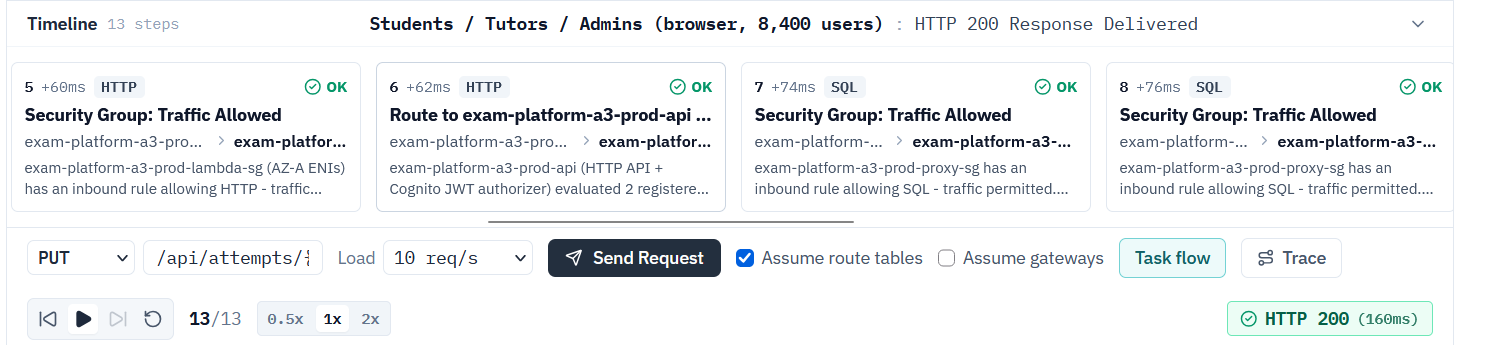 Timeline 13 steps Students / Tutors / Admins (browser, 8,400 users) : HTTP 200 Response Delivered
5 +60ms HTTP OK
Security Group: Traffic Allowed
exam-platform-a3-pro... > exam-platfor...
exam-platform-a3-prod-lambda-sg (AZ-A ENIs)
has an inbound rule allowing HTTP - traffic...
6 +62ms HTTP OK
Route to exam-platform-a3-prod-api ...
exam-platform-a3-pro... > exam-platfor...
exam-platform-a3-prod-api (HTTP API +
Cognito JWT authorizer) evaluated 2 registere...
7 +74ms SQL OK
Security Group: Traffic Allowed
exam-platform-... > exam-platform-a3-...
exam-platform-a3-prod-proxy-sg has an
inbound rule allowing SQL - traffic permitted....
8 +76ms SQL OK
Security Group: Traffic Allowed
exam-platform-... > exam-platform-a3-...
exam-platform-a3-prod-proxy-sg has an
inbound rule allowing SQL - traffic permitted....
PUT /api/attempts/ Load 10 req/s Send Request Assume route tables Assume gateways Task flow Trace
13/13 0.5x 1x 2x HTTP 200 (160ms)